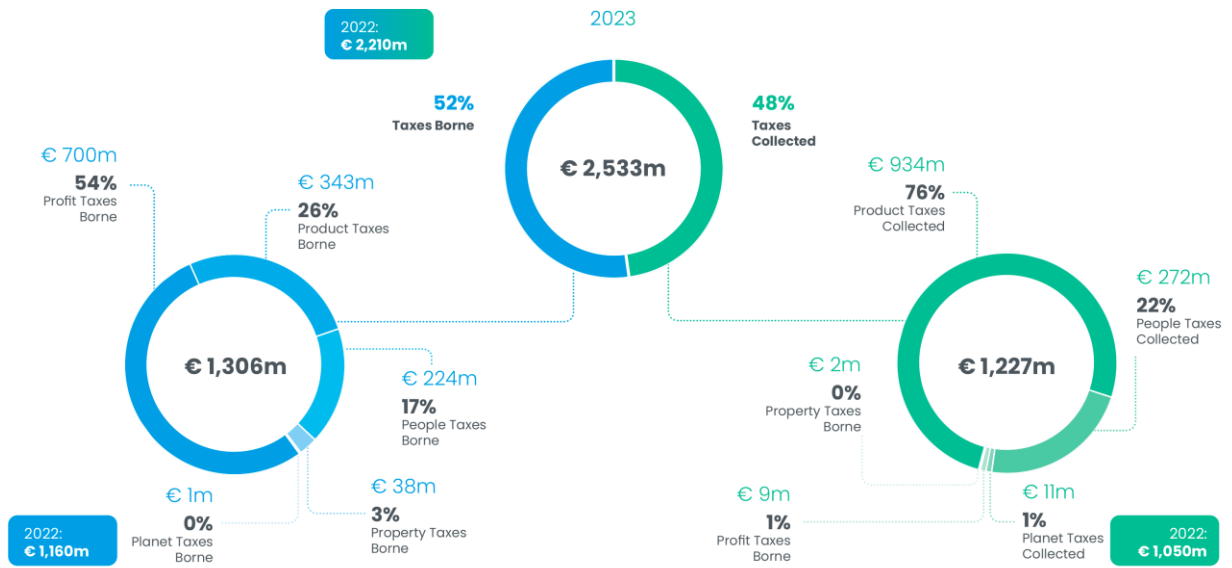 2023
2022:
€ 2,210m
52%
Taxes Borne
48%
Taxes
Collected
€ 2,533m
€ 700m
54%
Profit Taxes
Borne
€ 343m
26%
Product Taxes
Borne
€ 1,306m
€ 224m
17%
People Taxes
Borne
€ 38m
3%
Property Taxes
Borne
€ 1m
0%
Planet Taxes
Borne
2022:
€ 1,160m
€ 934m
76%
Product Taxes
Collected
€ 272m
22%
People Taxes
Collected
€ 1,227m
€ 2m
0%
Property Taxes
Borne
€ 9m
1%
Profit Taxes
Borne
€ 11m
1%
Planet Taxes
Collected
2022:
€ 1,050m